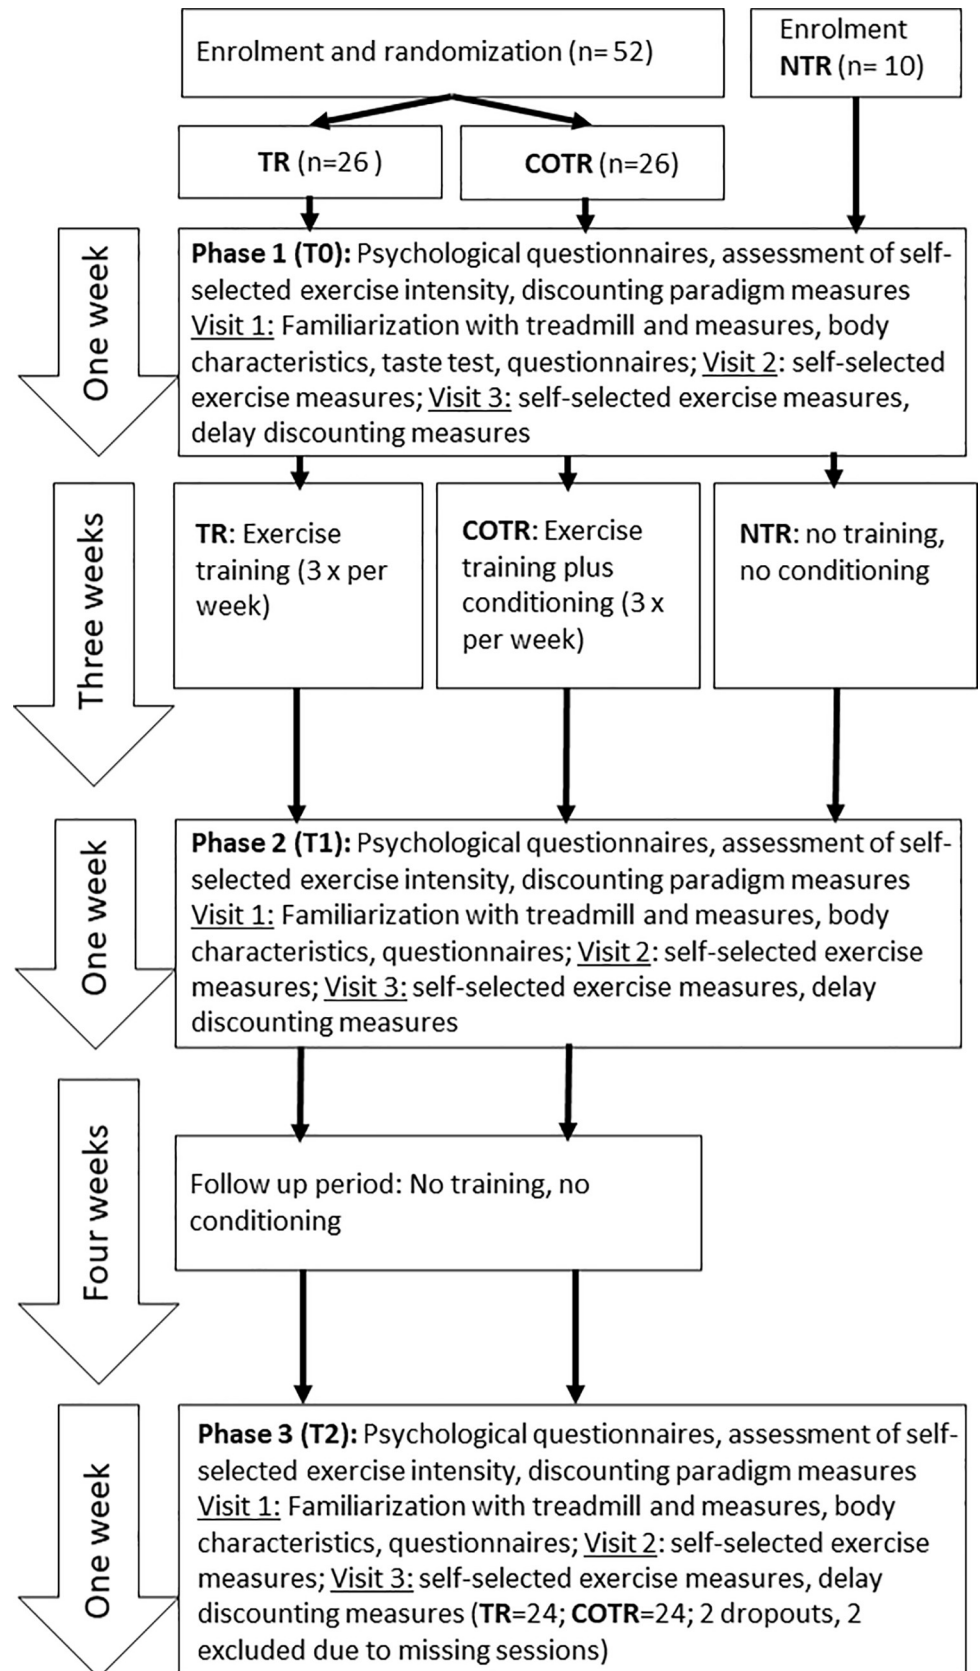 Enrolment and randomization (n= 52)
Enrolment
NTR (n= 10)
TR (n=26 )
COTR (n=26)
One week
Phase 1 (T0): Psychological questionnaires, assessment of self-
selected exercise intensity, discounting paradigm measures
Visit 1: Familiarization with treadmill and measures, body
characteristics, taste test, questionnaires; Visit 2: self-selected
exercise measures; Visit 3: self-selected exercise measures,
delay discounting measures
Three weeks
TR: Exercise
training (3 x per
week)
COTR: Exercise
training plus
conditioning (3 x
per week)
NTR: no training,
no conditioning
One week
Phase 2 (T1): Psychological questionnaires, assessment of self-
selected exercise intensity, discounting paradigm measures
Visit 1: Familiarization with treadmill and measures, body
characteristics, questionnaires; Visit 2: self-selected exercise
measures; Visit 3: self-selected exercise measures, delay
discounting measures
Four weeks
Follow up period: No training, no
conditioning
One week
Phase 3 (T2): Psychological questionnaires, assessment of self-
selected exercise intensity, discounting paradigm measures
Visit 1: Familiarization with treadmill and measures, body
characteristics, questionnaires; Visit 2: self-selected exercise
measures; Visit 3: self-selected exercise measures, delay
discounting measures (TR=24; COTR=24; 2 dropouts, 2
excluded due to missing sessions)